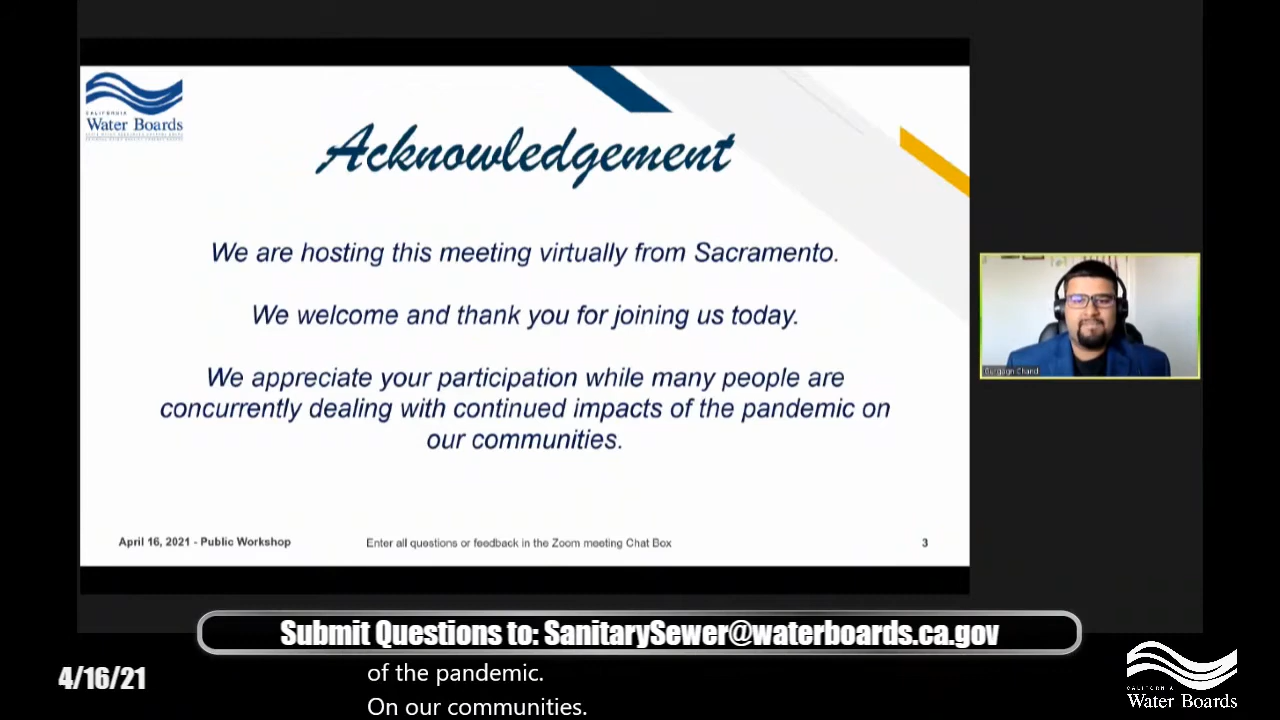 CALIFORNIA
Water Boards
Acknowledgement
We are hosting this meeting virtually from Sacramento.
We welcome and thank you for joining us today.
We appreciate your participation while many people are
concurrently dealing with continued impacts of the pandemic on
our communities.
April 16, 2021 - Public Workshop
Enter all questions or feedback in the Zoom meeting Chat Box
3
Chand
Submit Questions to: SanitarySewer@waterboards.ca.gov
4/16/21
of the pandemic.
On our communities.
CALIFORNIA
Water Boards